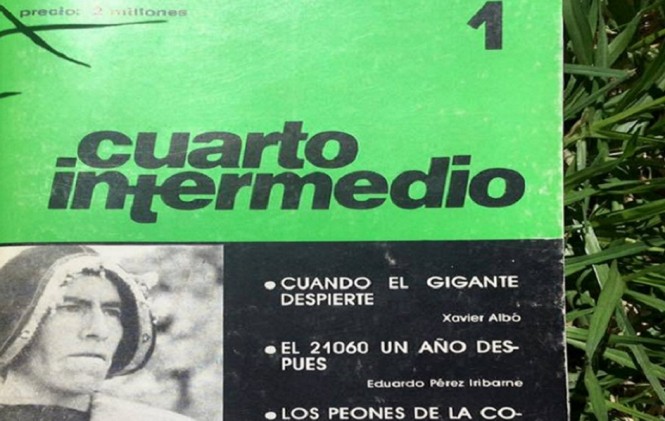 precio: 2 millones
1
cuarto
intermedio
• CUANDO EL GIGANTE
DESPIERTE
Xavier Albó
• EL 21060 UN AÑO DES-
PUES
Eduardo Pérez Iribarne
• LOS PEONES DE LA CO-